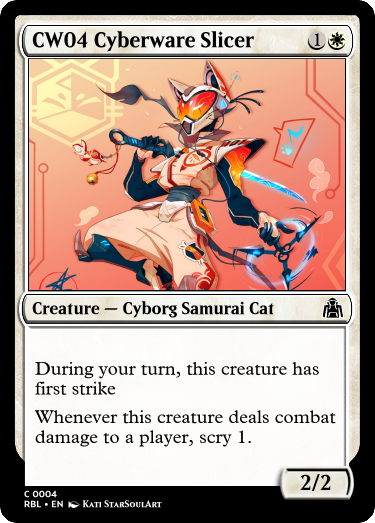 CW04 Cyberware Slicer 1
Creature — Cyborg Samurai Cat
During your turn, this creature has
first strike
Whenever this creature deals combat
damage to a player, scry 1.
2/2
C 0004
RBL • EN Kati StarSoulArt